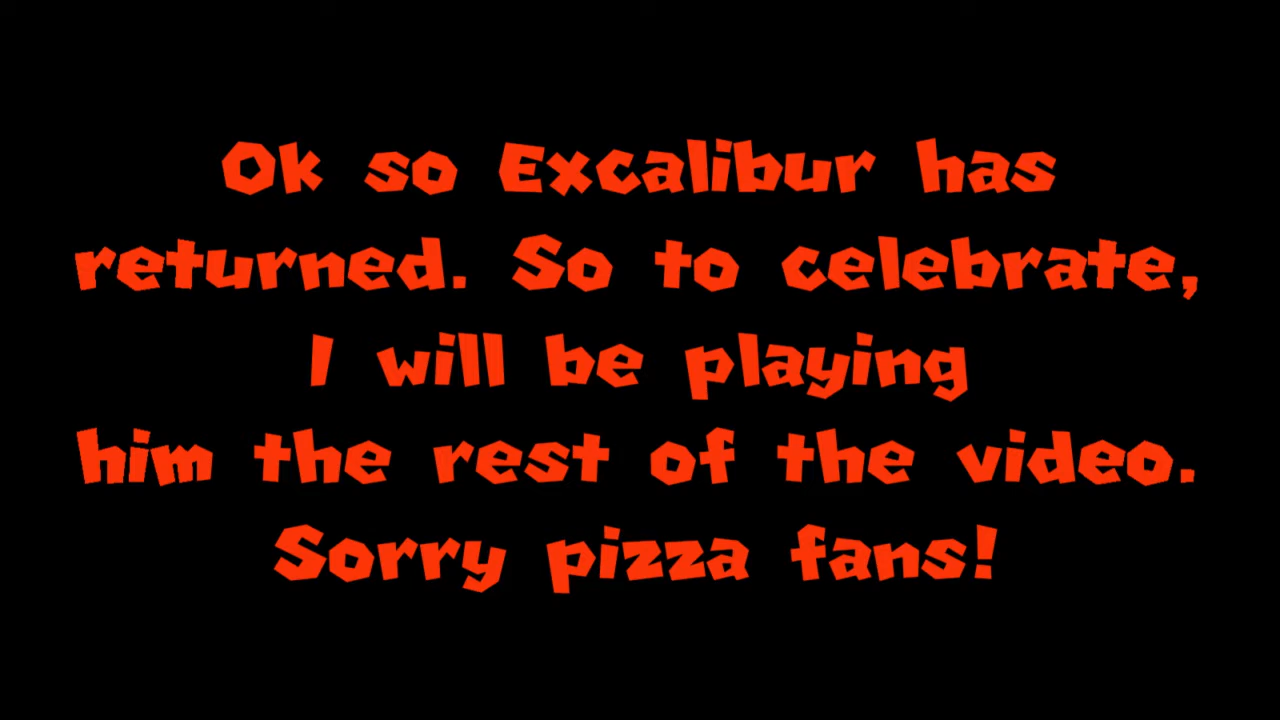 Ok so Excalibur has
returned. So to celebrate,
I will be playing
him the rest of the video.
Sorry pizza fans!